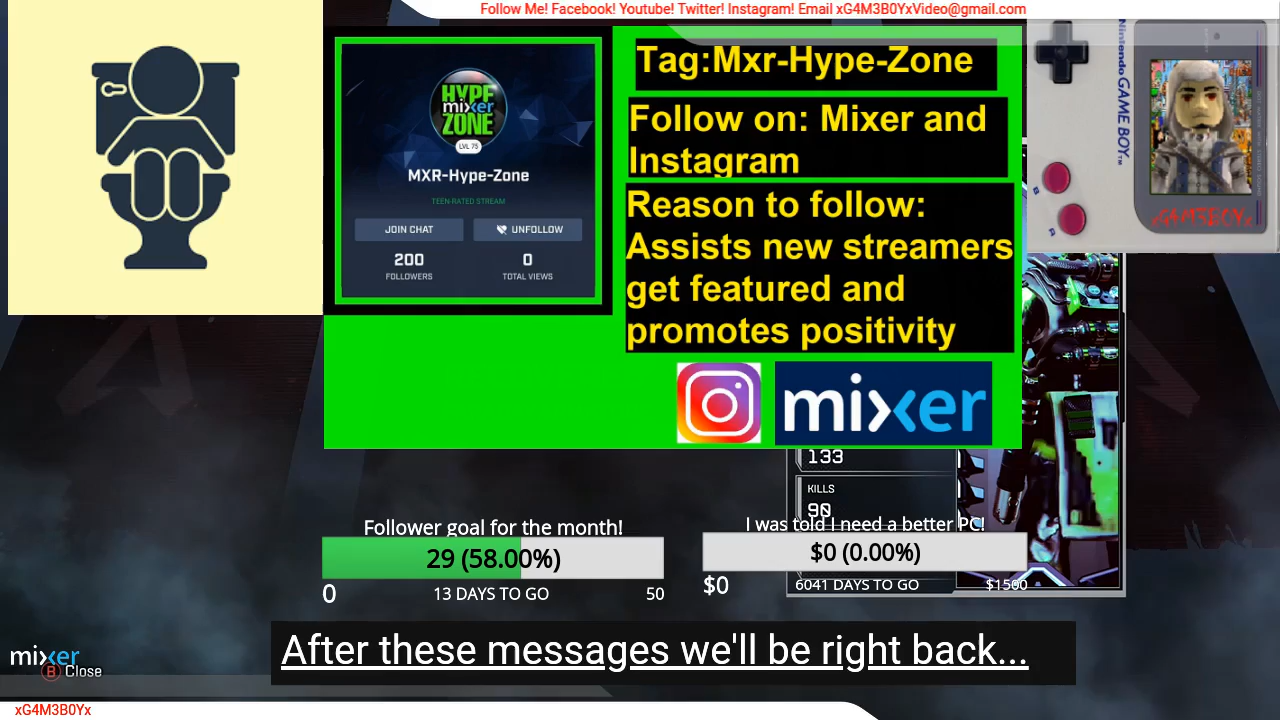 Follow Me! Facebook! Youtube! Twitter! Instagram! Email xG4M3B0YxVideo@gmail.com
HYPE
mixer
ZONE
LVL 75
MXR-Hype-Zone
TEEN RATED STREAM
JOIN CHAT
UNFOLLOW
200
FOLLOWERS
0
TOTAL VIEWS
Tag:Mxr-Hype-Zone
Follow on: Mixer and
Instagram
Reason to follow:
Assists new streamers
get featured and
promotes positivity
mixer
Nintendo GAME BOY™
B
A
xG4M3B0Yx
133
KILLS
90
Follower goal for the month!
29 (58.00%)
0
13 DAYS TO GO
50
I was told I need a better PC!
$0 (0.00%)
$0
6041 DAYS TO GO
$1500
After these messages we'll be right back...
mixer
B Close
xG4M3B0Yx